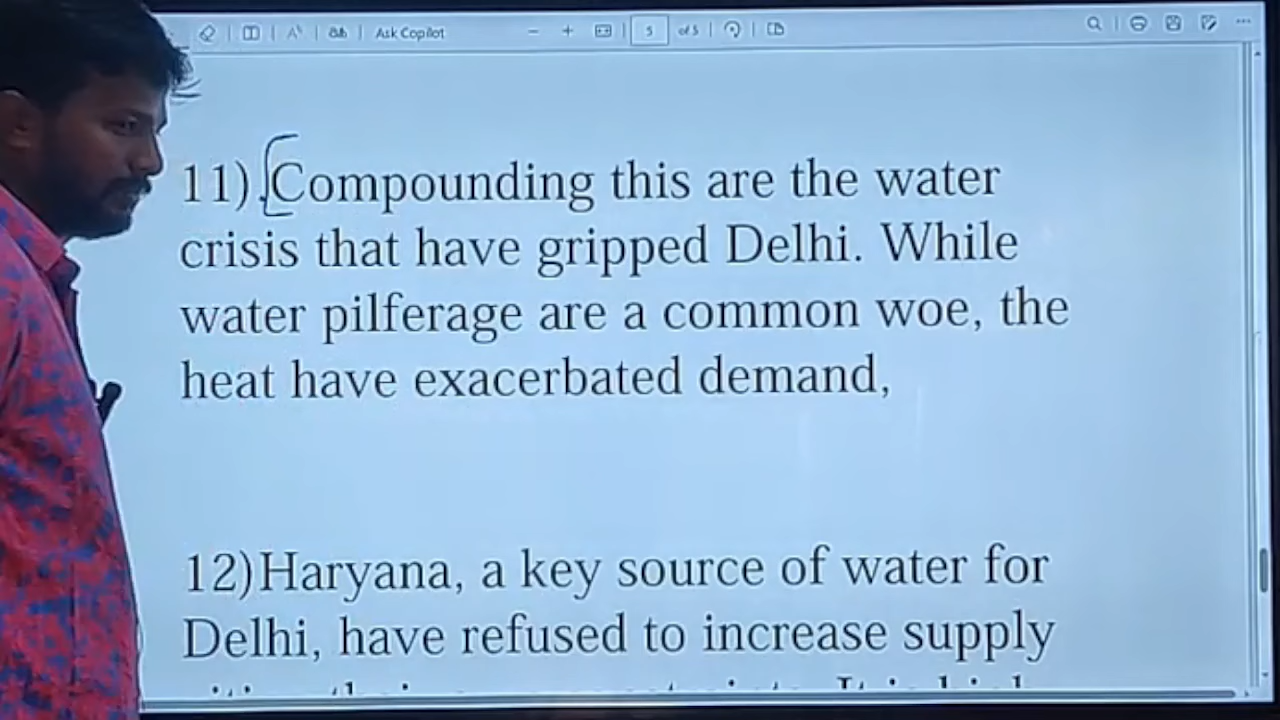 Ask Copilot
5 of 5
11) Compounding this are the water
crisis that have gripped Delhi. While
water pilferage are a common woe, the
heat have exacerbated demand,
12)Haryana, a key source of water for
Delhi, have refused to increase supply